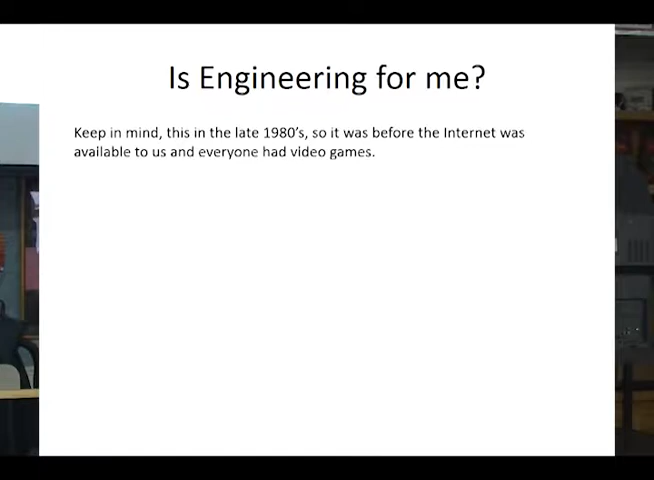 Is Engineering for me?
Keep in mind, this in the late 1980's, so it was before the Internet was
available to us and everyone had video games.